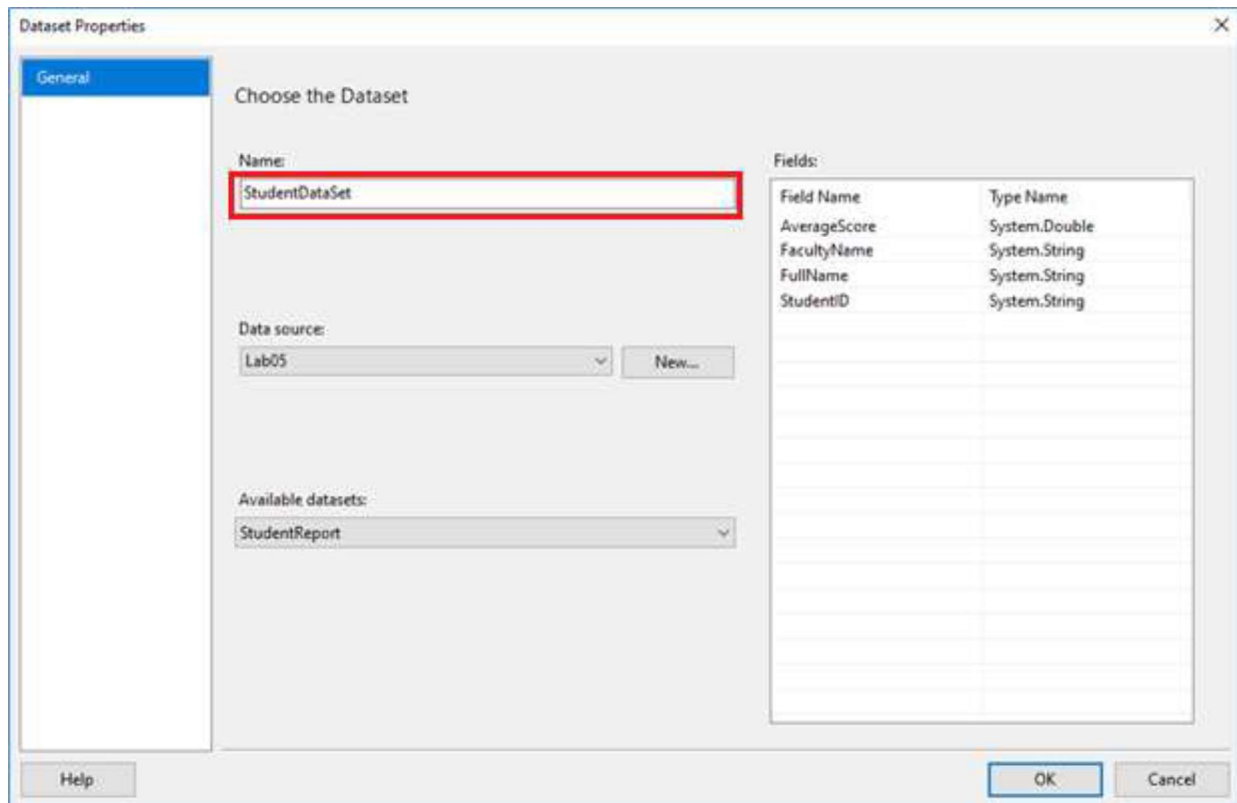 Dataset Properties
General
Choose the Dataset
Name:
StudentDataSet
Data source:
Lab05
New...
Available datasets:
StudentReport
Fields:
Field Name Type Name
AverageScore System.Double
FacultyName System.String
FullName System.String
StudentID System.String
Help
OK
Cancel